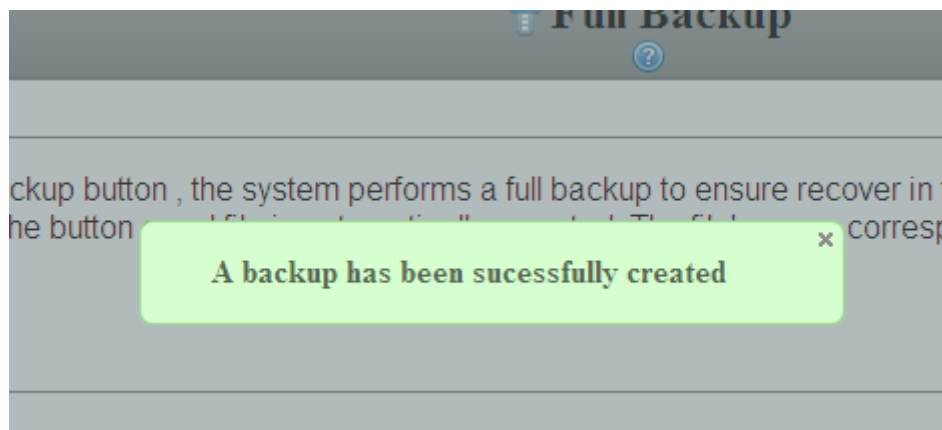 Full Backup
?
ckup button , the system performs a full backup to ensure recover in
he button corresp
×
A backup has been sucessfully created